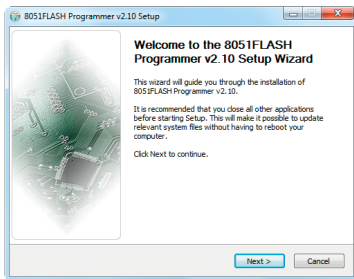 8051FLASH Programmer v2.10 Setup
Welcome to the 8051FLASH
Programmer v2.10 Setup Wizard
This wizard will guide you through the installation of
8051FLASH Programmer v2.10.
It is recommended that you close all other applications
before starting Setup. This will make it possible to update
relevant system files without having to reboot your
computer.
Click Next to continue.
Next >
Cancel